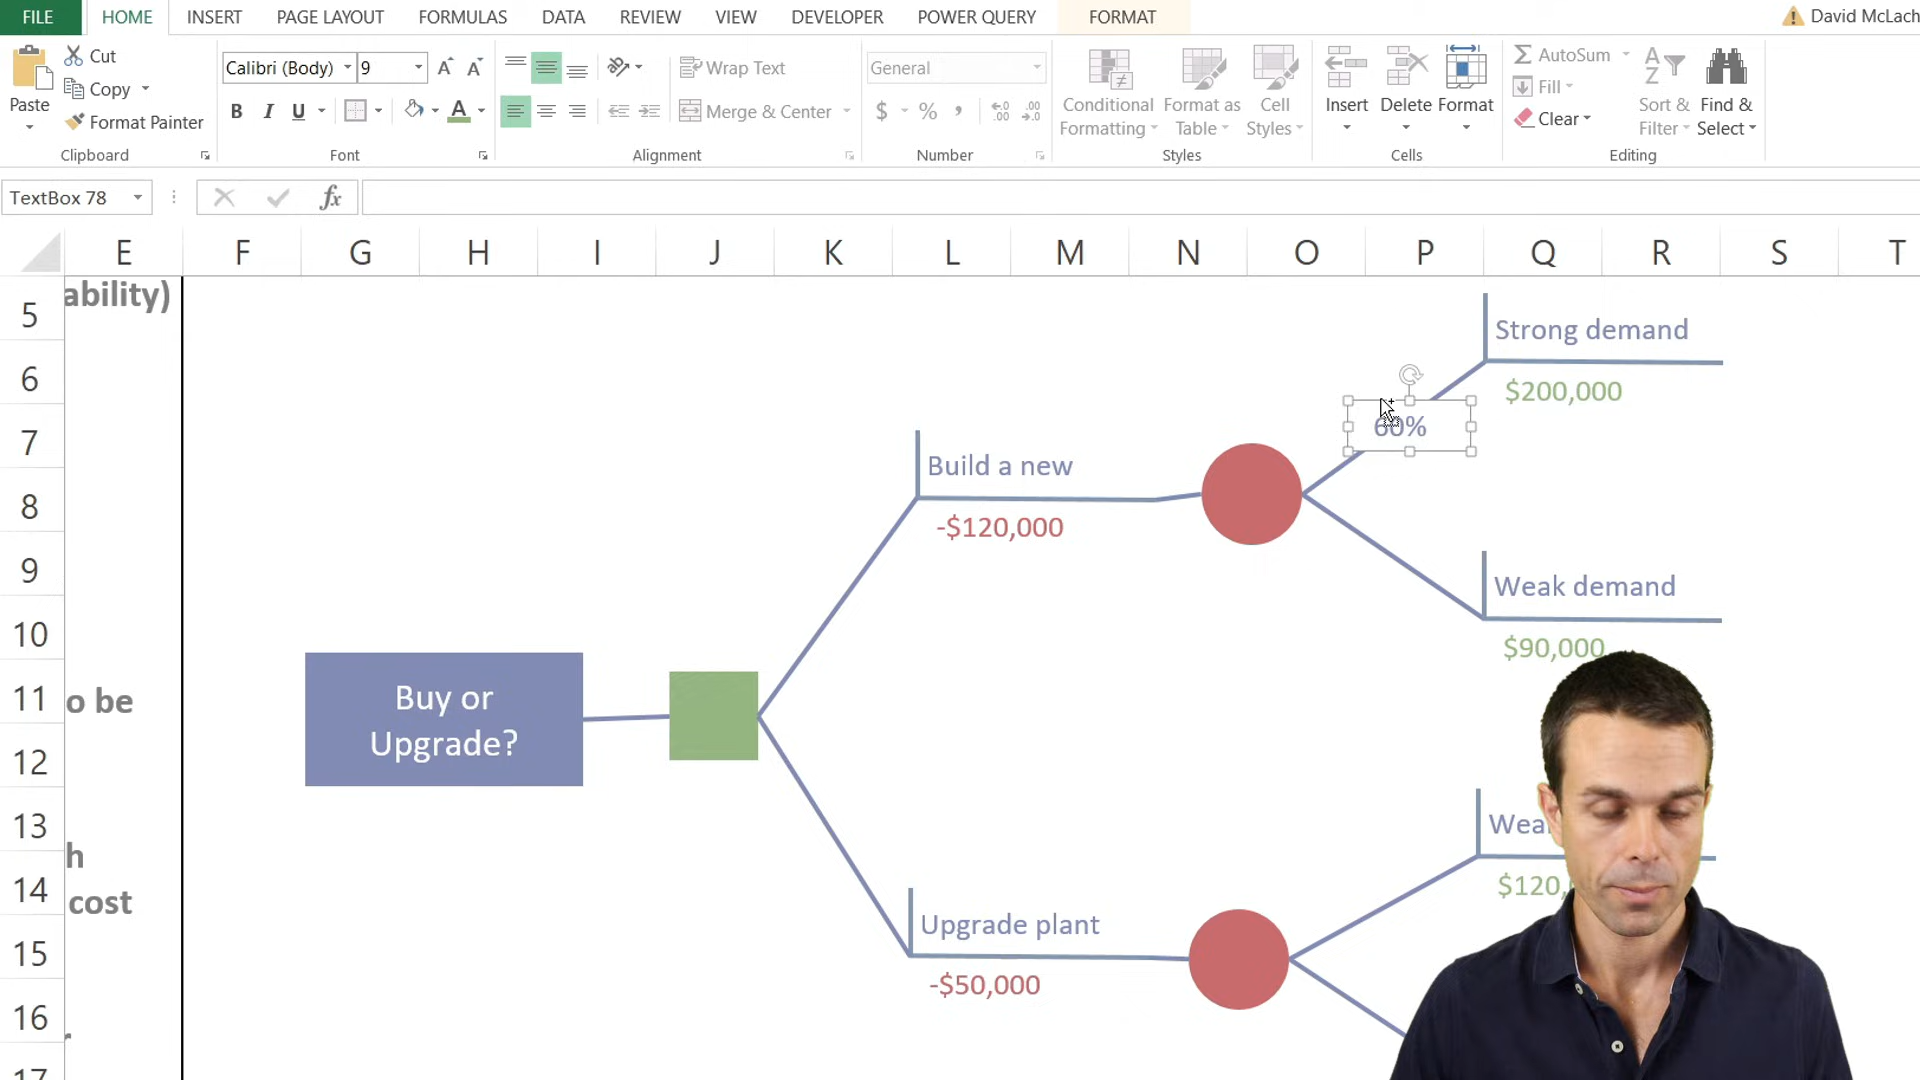 FILE HOME INSERT PAGE LAYOUT FORMULAS DATA REVIEW VIEW DEVELOPER POWER QUERY FORMAT David McLach
Cut
Copy
Format Painter
Paste
Calibri (Body) 9
B I U
Wrap Text
Merge & Center
General
$ %
Conditional
Formatting
Format as
Table
Cell
Styles
Insert
Delete
Format
AutoSum
Fill
Clear
Sort &
Filter
Find &
Select
Clipboard Font Alignment Number Styles Cells Editing
TextBox 78 fx
E F G H I J K L M N O P Q R S T
5
6
7
8
9
10
11
12
13
14
15
16
17
ability)
o be
h
cost
Strong demand
$200,000
60%
Build a new
-$120,000
Weak demand
$90,000
Buy or
Upgrade?
Wea
$120,
Upgrade plant
-$50,000